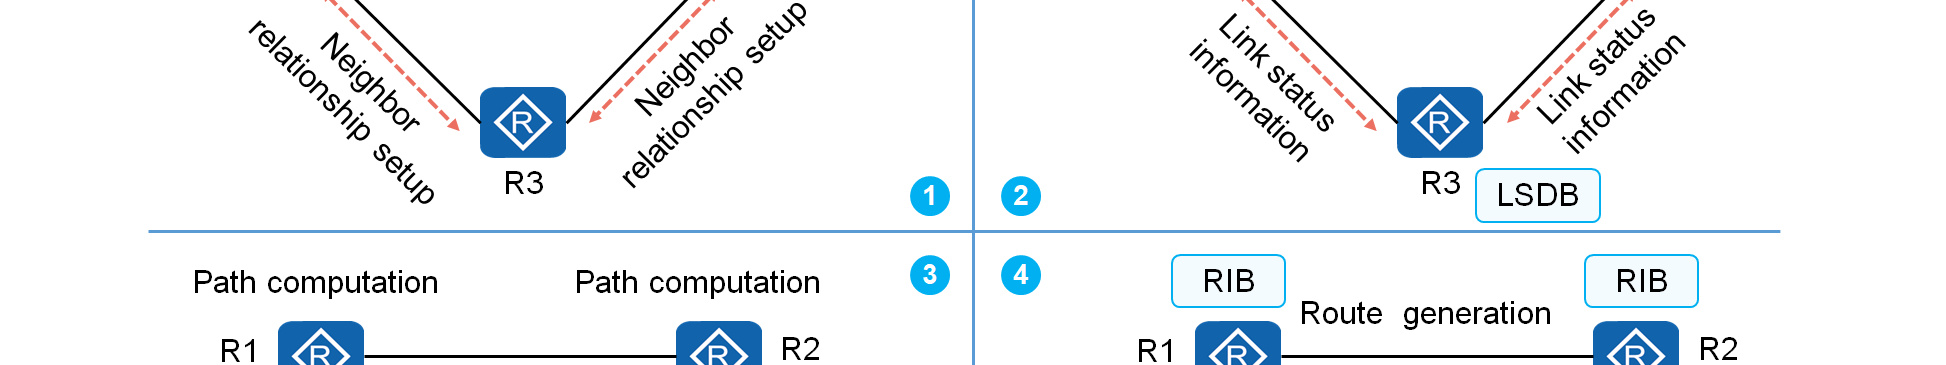 Neighbor
relationship setup
Neighbor
relationship setup
R
R3
1
Link status
information
Link status
information
R
R3
LSDB
2
Path computation
Path computation
3
R1
R
R
R2
4
RIB
RIB
Route generation
R1
R
R
R2